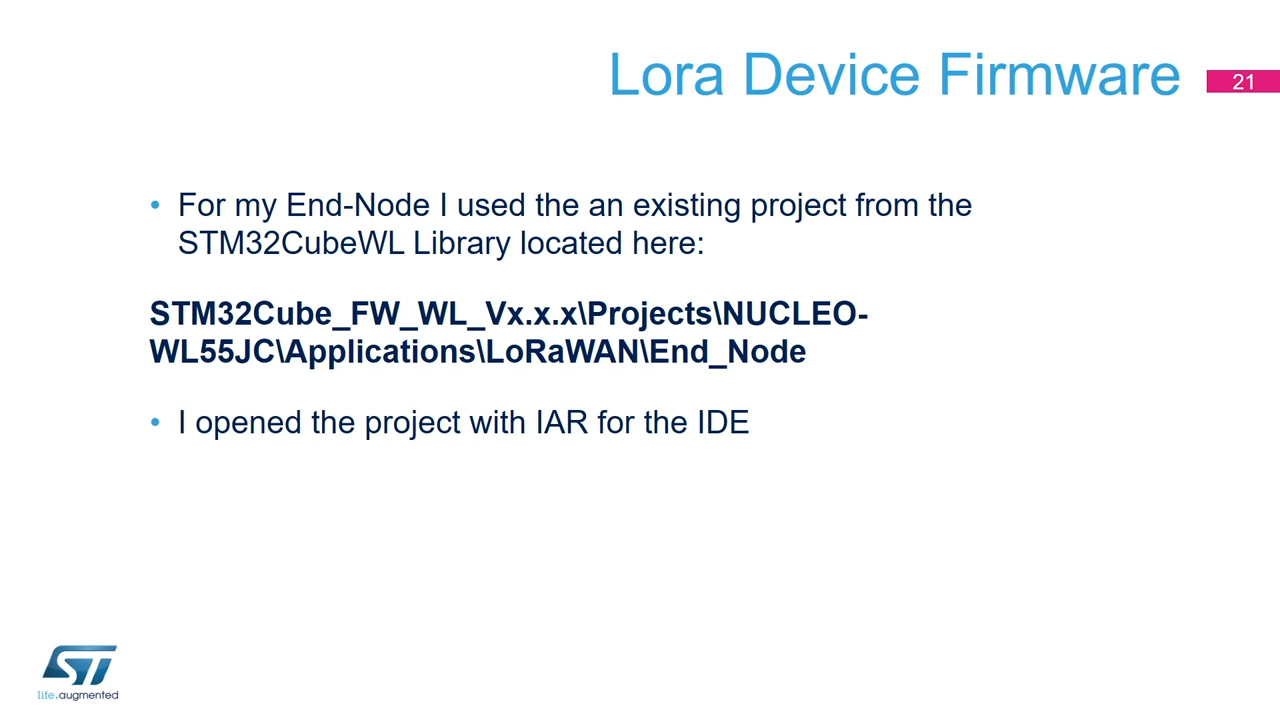 Lora Device Firmware
21
• For my End-Node I used the an existing project from the
STM32CubeWL Library located here:
STM32Cube_FW_WL_Vx.x.x\Projects\NUCLEO-
WL55JC\Applications\LoRaWAN\End_Node
• I opened the project with IAR for the IDE
ST
life.augmented